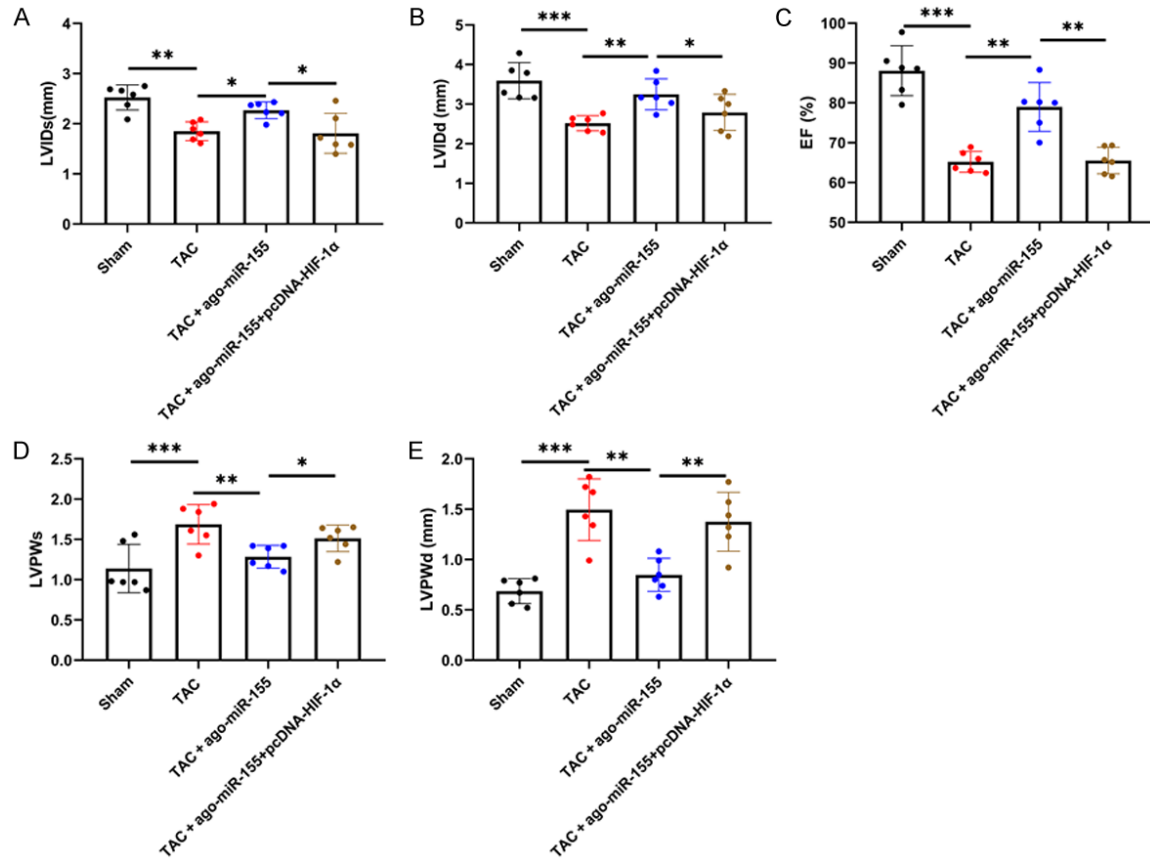 A
LVIDs(mm)
4
3
2
1
0
**
*
*
Sham
TAC
TAC + ago-miR-155
TAC + ago-miR-155+pcDNA-HIF-1α
B
LVIDd (mm)
5
4
3
2
1
0
***
**
*
Sham
TAC
TAC + ago-miR-155
TAC + ago-miR-155+pcDNA-HIF-1α
C
EF (%)
100
90
80
70
60
50
***
**
**
Sham
TAC
TAC + ago-miR-155
TAC + ago-miR-155+pcDNA-HIF-1α
D
LVPWs
2.5
2.0
1.5
1.0
0.5
0.0
***
**
*
Sham
TAC
TAC + ago-miR-155
TAC + ago-miR-155+pcDNA-HIF-1α
E
LVPWd (mm)
2.0
1.5
1.0
0.5
0.0
***
**
**
Sham
TAC
TAC + ago-miR-155
TAC + ago-miR-155+pcDNA-HIF-1α